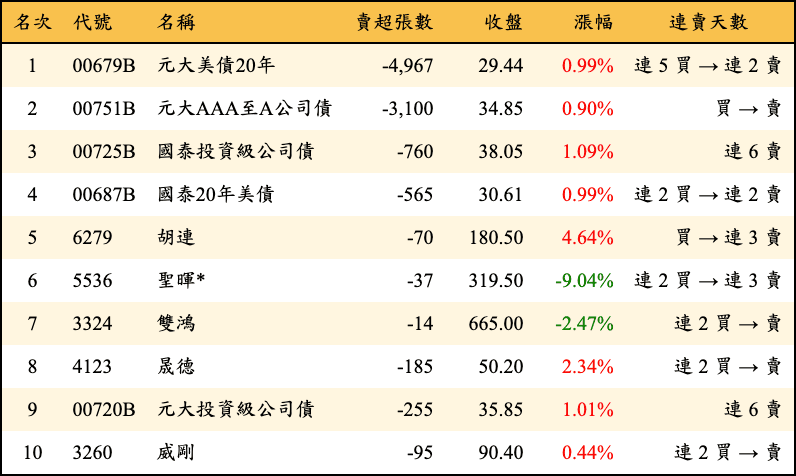 名次 代號 名稱 賣超張數 收盤 漲幅 連賣天數
1 00679B 元大美債20年 -4,967 29.44 0.99% 連 5 買 → 連 2 賣
2 00751B 元大AAA至A公司債 -3,100 34.85 0.90% 買 → 賣
3 00725B 國泰投資級公司債 -760 38.05 1.09% 連 6 賣
4 00687B 國泰20年美債 -565 30.61 0.99% 連 2 買 → 連 2 賣
5 6279 胡連 -70 180.50 4.64% 買 → 連 3 賣
6 5536 聖暉* -37 319.50 -9.04% 連 2 買 → 連 3 賣
7 3324 雙鴻 -14 665.00 -2.47% 連 2 買 → 賣
8 4123 晟德 -185 50.20 2.34% 連 2 買 → 賣
9 00720B 元大投資級公司債 -255 35.85 1.01% 連 6 賣
10 3260 威剛 -95 90.40 0.44% 連 2 買 → 賣